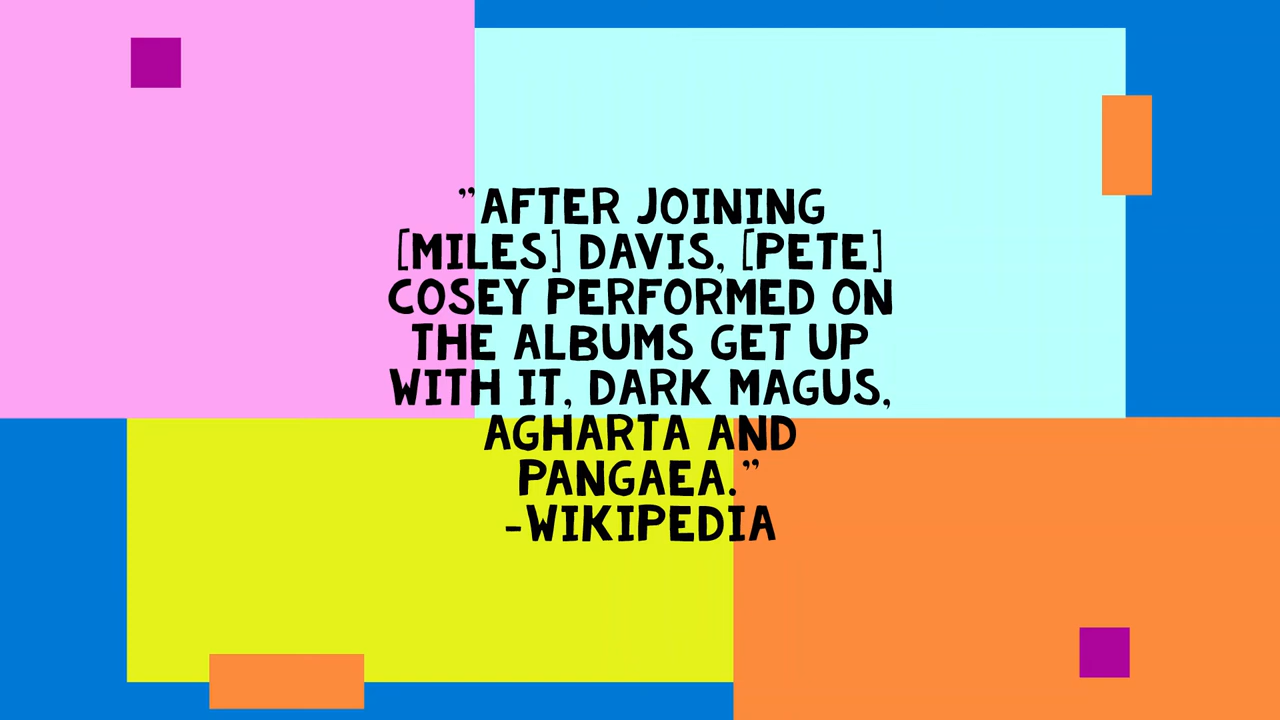 ”AFTER JOINING
[MILES] DAVIS, [PETE]
COSEY PERFORMED ON
THE ALBUMS GET UP
WITH IT, DARK MAGUS,
AGHARTA AND
PANGAEA.”
-WIKIPEDIA